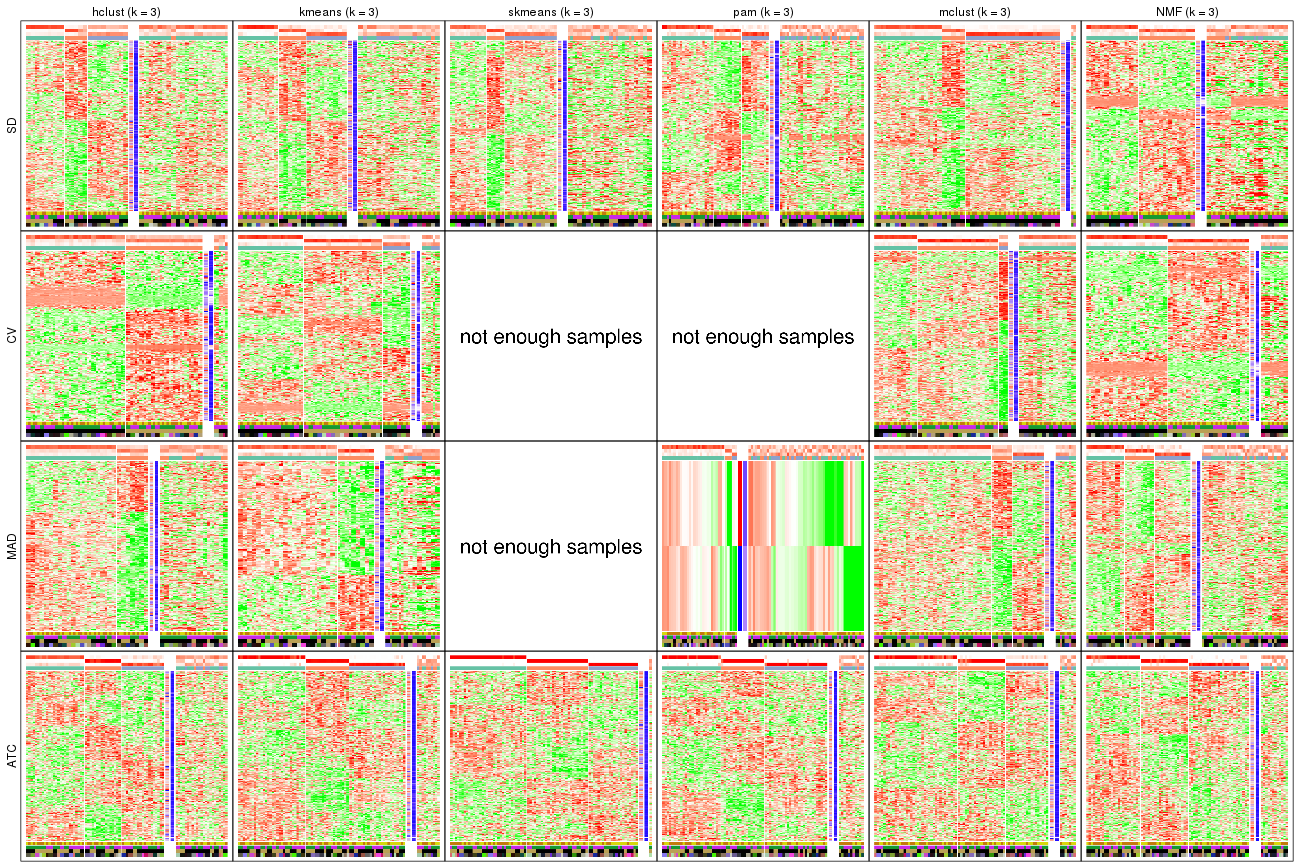 hclust (k = 3) kmeans (k = 3) skmeans (k = 3) pam (k = 3) mclust (k = 3) NMF (k = 3)
SD
CV
not enough samples not enough samples
MAD
not enough samples
ATC